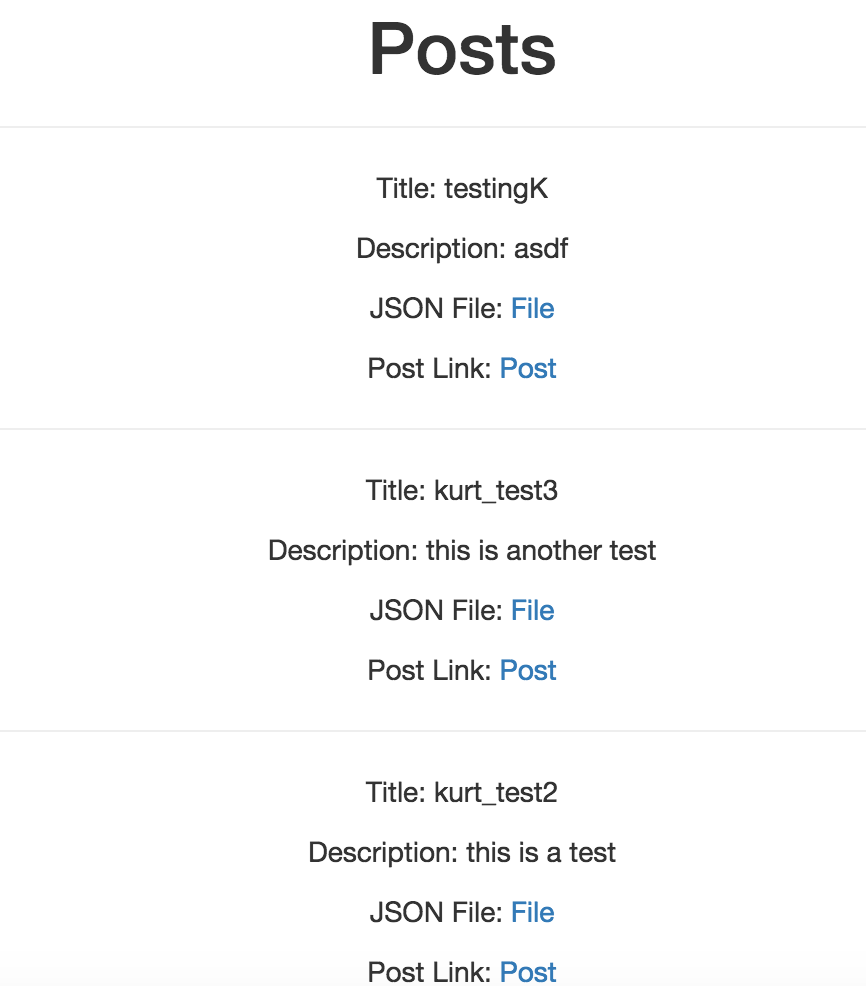 Posts
Title: testingK
Description: asdf
JSON File: File
Post Link: Post
Title: kurt_test3
Description: this is another test
JSON File: File
Post Link: Post
Title: kurt_test2
Description: this is a test
JSON File: File
Post Link: Post